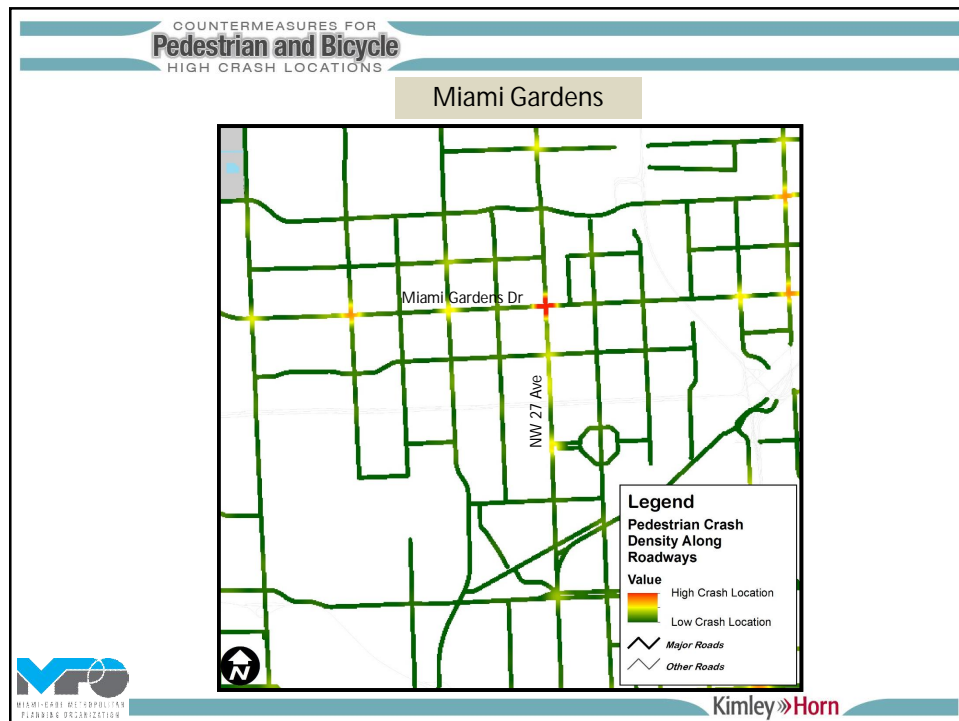 COUNTERMEASURES FOR
Pedestrian and Bicycle
HIGH CRASH LOCATIONS
Miami Gardens
Miami Gardens Dr
NW 27 Ave
Legend
Pedestrian Crash
Density Along
Roadways
Value
High Crash Location
Low Crash Location
Major Roads
Other Roads
N
MPO
MIAMI-DADE METROPOLITAN
PLANNING ORGANIZATION
Kimley»Horn